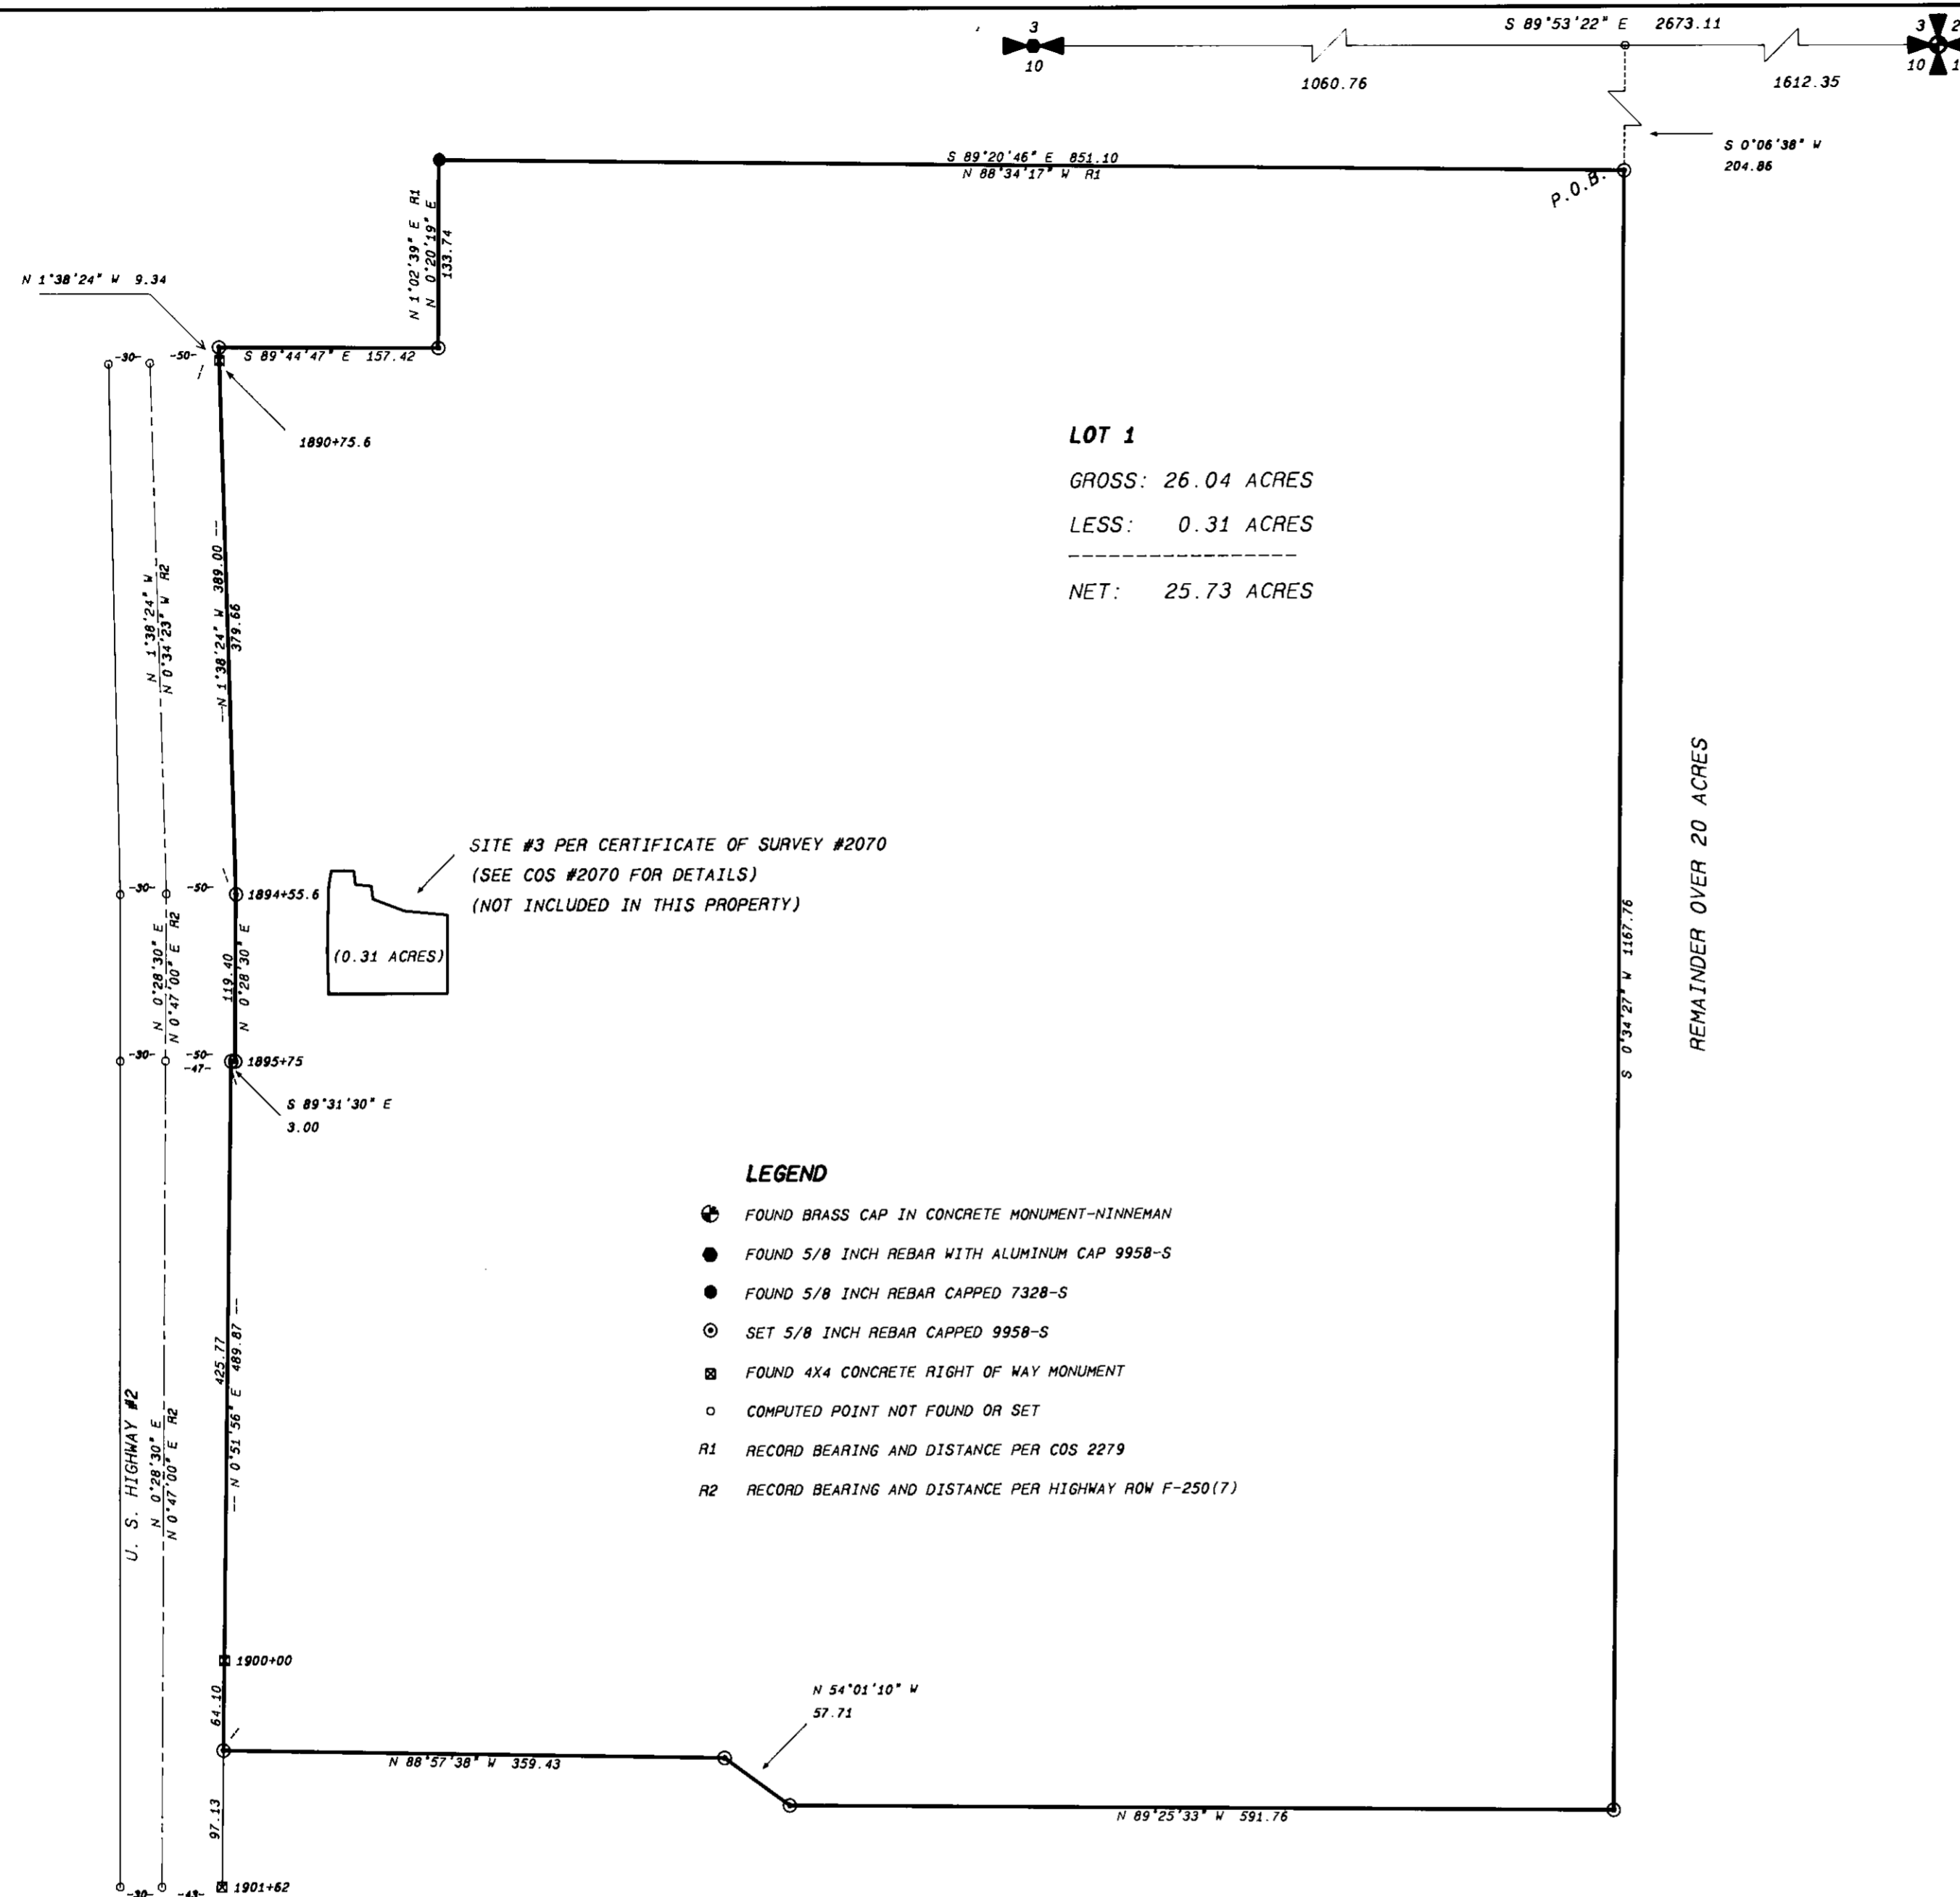 S 89°53'22" E 2673.11
3
10
3 2
10 1
1060.76
1612.35
S 0°06'38" W
204.86
S 89°20'46" E 851.10
N 88°34'17" W R1
P.O.B.
N 1°02'39" E R1
N 0°20'19" E
133.74
N 1°38'24" W 9.34
-30-
-50-
S 89°44'47" E 157.42
1890+75.6
LOT 1
GROSS: 26.04 ACRES
LESS: 0.31 ACRES
NET: 25.73 ACRES
N 1°38'24" W
N 0°34'23" W R2
--N 1°38'24" W 389.00 --
379.66
SITE #3 PER CERTIFICATE OF SURVEY #2070
(SEE COS #2070 FOR DETAILS)
(NOT INCLUDED IN THIS PROPERTY)
(0.31 ACRES)
-30-
-50-
1894+55.6
N 0°28'30" E
N 0°47'00" E R2
119.40
N 0°28'30" E
-30-
-50-
-47-
1895+75
S 89°31'30" E
3.00
S 0°34'27" W 1167.76
REMAINDER OVER 20 ACRES
LEGEND
FOUND BRASS CAP IN CONCRETE MONUMENT-NINNEMAN
FOUND 5/8 INCH REBAR WITH ALUMINUM CAP 9958-S
FOUND 5/8 INCH REBAR CAPPED 7328-S
SET 5/8 INCH REBAR CAPPED 9958-S
FOUND 4X4 CONCRETE RIGHT OF WAY MONUMENT
COMPUTED POINT NOT FOUND OR SET
R1 RECORD BEARING AND DISTANCE PER COS 2279
R2 RECORD BEARING AND DISTANCE PER HIGHWAY ROW F-250(7)
U. S. HIGHWAY #2
N 0°28'30" E
N 0°47'00" E R2
425.77
-- N 0°51'56" E 489.87 --
1900+00
64.10
N 54°01'10" W
57.71
N 88°57'38" W 359.43
N 89°25'33" W 591.76
97.13
-30-
-43-
1901+62